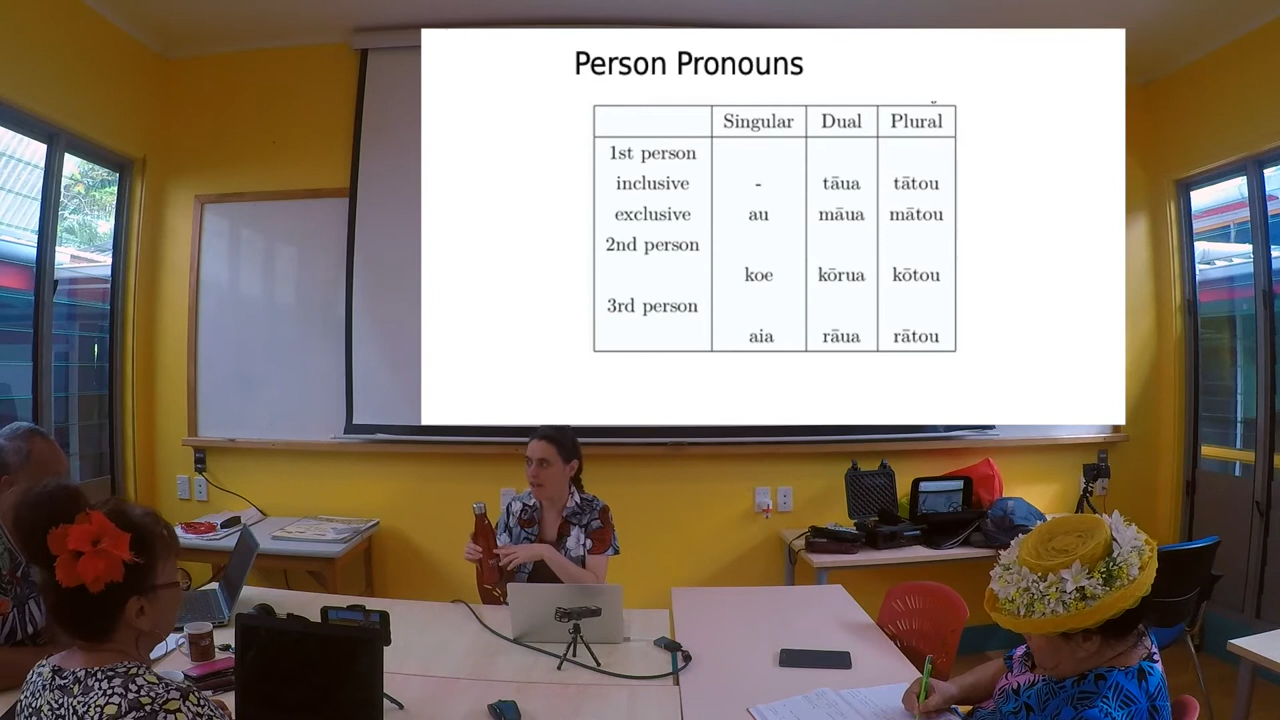 Person Pronouns
Singular Dual Plural
1st person
inclusive - tāua tātou
exclusive au māua mātou
2nd person
koe kōrua kōtou
3rd person
aia rāua rātou